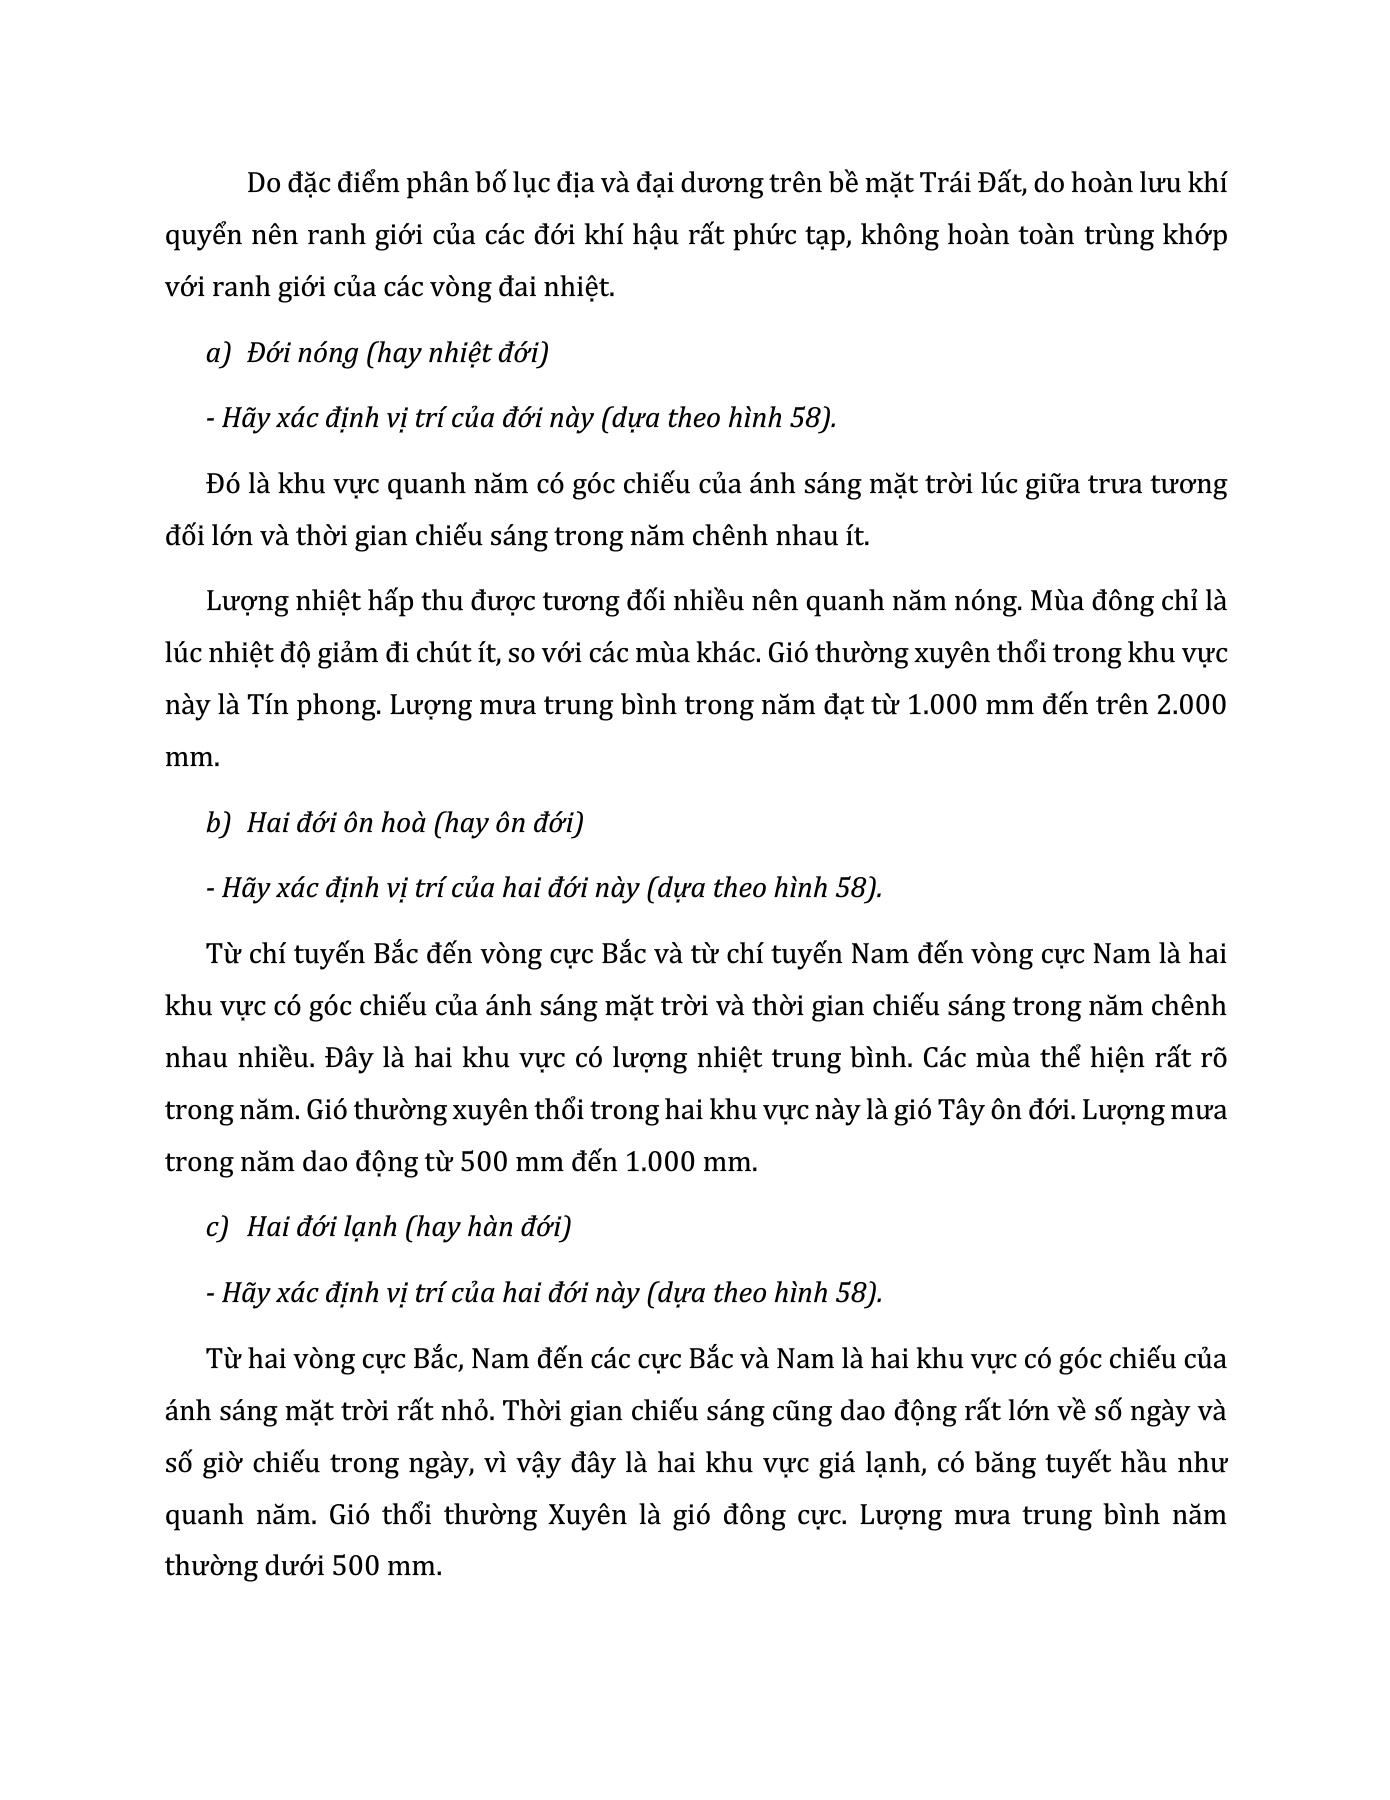 Do đặc điểm phân bố lục địa và đại dương trên bề mặt Trái Đất, do hoàn lưu khí
quyển nên ranh giới của các đới khí hậu rất phức tạp, không hoàn toàn trùng khớp
với ranh giới của các vòng đai nhiệt.
a) Đới nóng (hay nhiệt đới)
- Hãy xác định vị trí của đới này (dựa theo hình 58).
Đó là khu vực quanh năm có góc chiếu của ánh sáng mặt trời lúc giữa trưa tương
đối lớn và thời gian chiếu sáng trong năm chênh nhau ít.
Lượng nhiệt hấp thu được tương đối nhiều nên quanh năm nóng. Mùa đông chỉ là
lúc nhiệt độ giảm đi chút ít, so với các mùa khác. Gió thường xuyên thổi trong khu vực
này là Tín phong. Lượng mưa trung bình trong năm đạt từ 1.000 mm đến trên 2.000
mm.
b) Hai đới ôn hoà (hay ôn đới)
- Hãy xác định vị trí của hai đới này (dựa theo hình 58).
Từ chí tuyến Bắc đến vòng cực Bắc và từ chí tuyến Nam đến vòng cực Nam là hai
khu vực có góc chiếu của ánh sáng mặt trời và thời gian chiếu sáng trong năm chênh
nhau nhiều. Đây là hai khu vực có lượng nhiệt trung bình. Các mùa thể hiện rất rõ
trong năm. Gió thường xuyên thổi trong hai khu vực này là gió Tây ôn đới. Lượng mưa
trong năm dao động từ 500 mm đến 1.000 mm.
c) Hai đới lạnh (hay hàn đới)
- Hãy xác định vị trí của hai đới này (dựa theo hình 58).
Từ hai vòng cực Bắc, Nam đến các cực Bắc và Nam là hai khu vực có góc chiếu của
ánh sáng mặt trời rất nhỏ. Thời gian chiếu sáng cũng dao động rất lớn về số ngày và
số giờ chiếu trong ngày, vì vậy đây là hai khu vực giá lạnh, có băng tuyết hầu như
quanh năm. Gió thổi thường Xuyên là gió đông cực. Lượng mưa trung bình năm
thường dưới 500 mm.